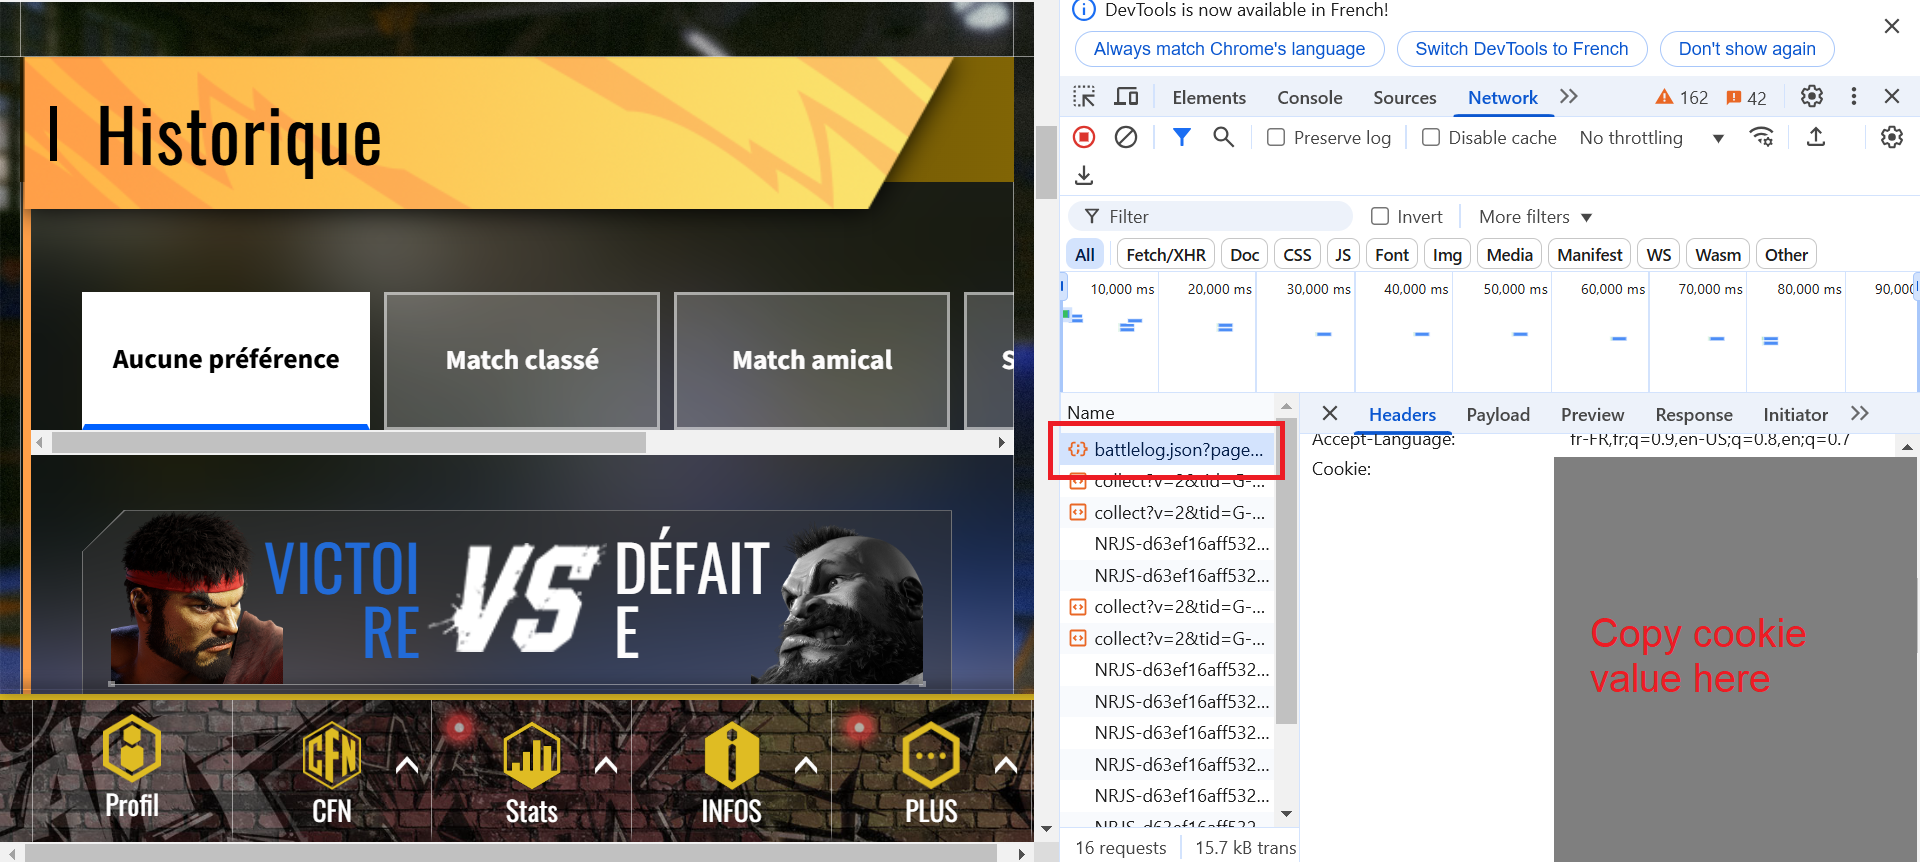 Historique
Aucune préférence
Match classé
Match amical
S
VICTOI
RE
VS
DÉFAIT
E
Profil
CFN
CFN
Stats
INFOS
PLUS
DevTools is now available in French!
Always match Chrome's language
Switch DevTools to French
Don't show again
Elements
Console
Sources
Network
162
42
Preserve log
Disable cache
No throttling
Filter
Invert
More filters
All
Fetch/XHR
Doc
CSS
JS
Font
Img
Media
Manifest
WS
Wasm
Other
10,000 ms
20,000 ms
30,000 ms
40,000 ms
50,000 ms
60,000 ms
70,000 ms
80,000 ms
90,000
Name
battlelog.json?page...
collect?v=2&tid=G-...
collect?v=2&tid=G-...
NRJS-d63ef16aff532...
NRJS-d63ef16aff532...
collect?v=2&tid=G-...
collect?v=2&tid=G-...
NRJS-d63ef16aff532...
NRJS-d63ef16aff532...
NRJS-d63ef16aff532...
NRJS-d63ef16aff532...
NRJS-d63ef16aff532...
NRJS-d63ef16aff532
16 requests
15.7 kB trans
Headers
Payload
Preview
Response
Initiator
Accept-Language:
fr-FR,fr;q=0.9,en-US;q=0.8,en;q=0.7
Cookie:
Copy cookie
value here